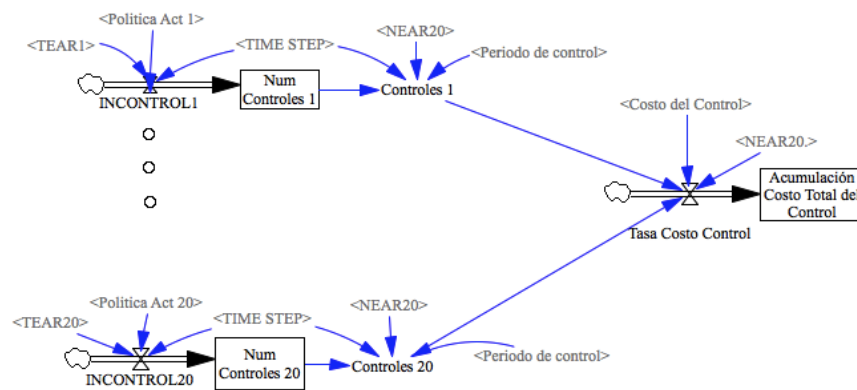 <Politica Act 1>
<TEAR1>
<TIME STEP>
<NEAR20>
<Periodo de control>
INCONTROL1
Num
Controles 1
Controles 1
<Costo del Control>
<NEAR20.>
Tasa Costo Control
Acumulación
Costo Total del
Control
<Politica Act 20>
<TEAR20>
<TIME STEP>
<NEAR20>
INCONTROL20
Num
Controles 20
Controles 20
<Periodo de control>